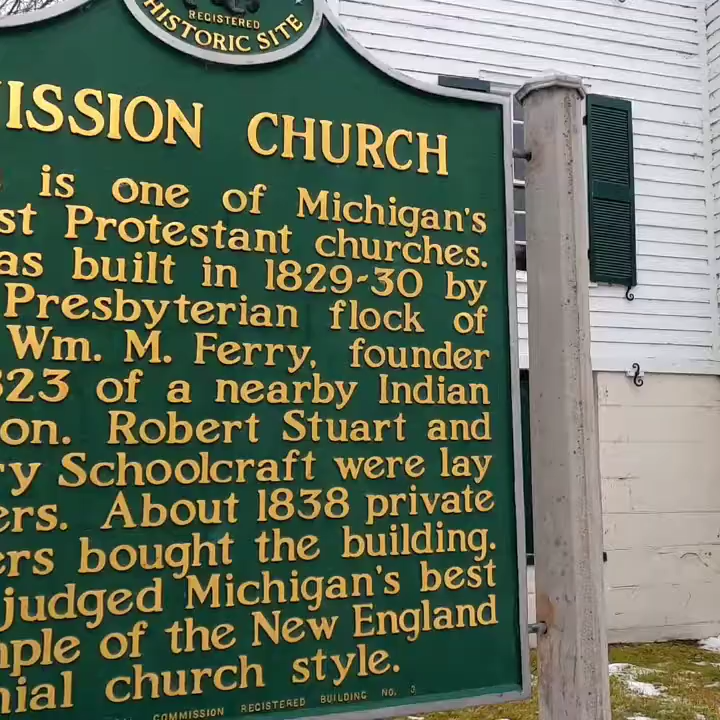 REGISTERED
HISTORIC SITE
ISSION CHURCH
is one of Michigan's
st Protestant churches.
as built in 1829-30 by
Presbyterian flock of
Wm. M. Ferry, founder
823 of a nearby Indian
on. Robert Stuart and
ry Schoolcraft were lay
ers. About 1838 private
ers bought the building.
judged Michigan's best
mple of the New England
nial church style.
COMMISSION REGISTERED BUILDING NO. 3